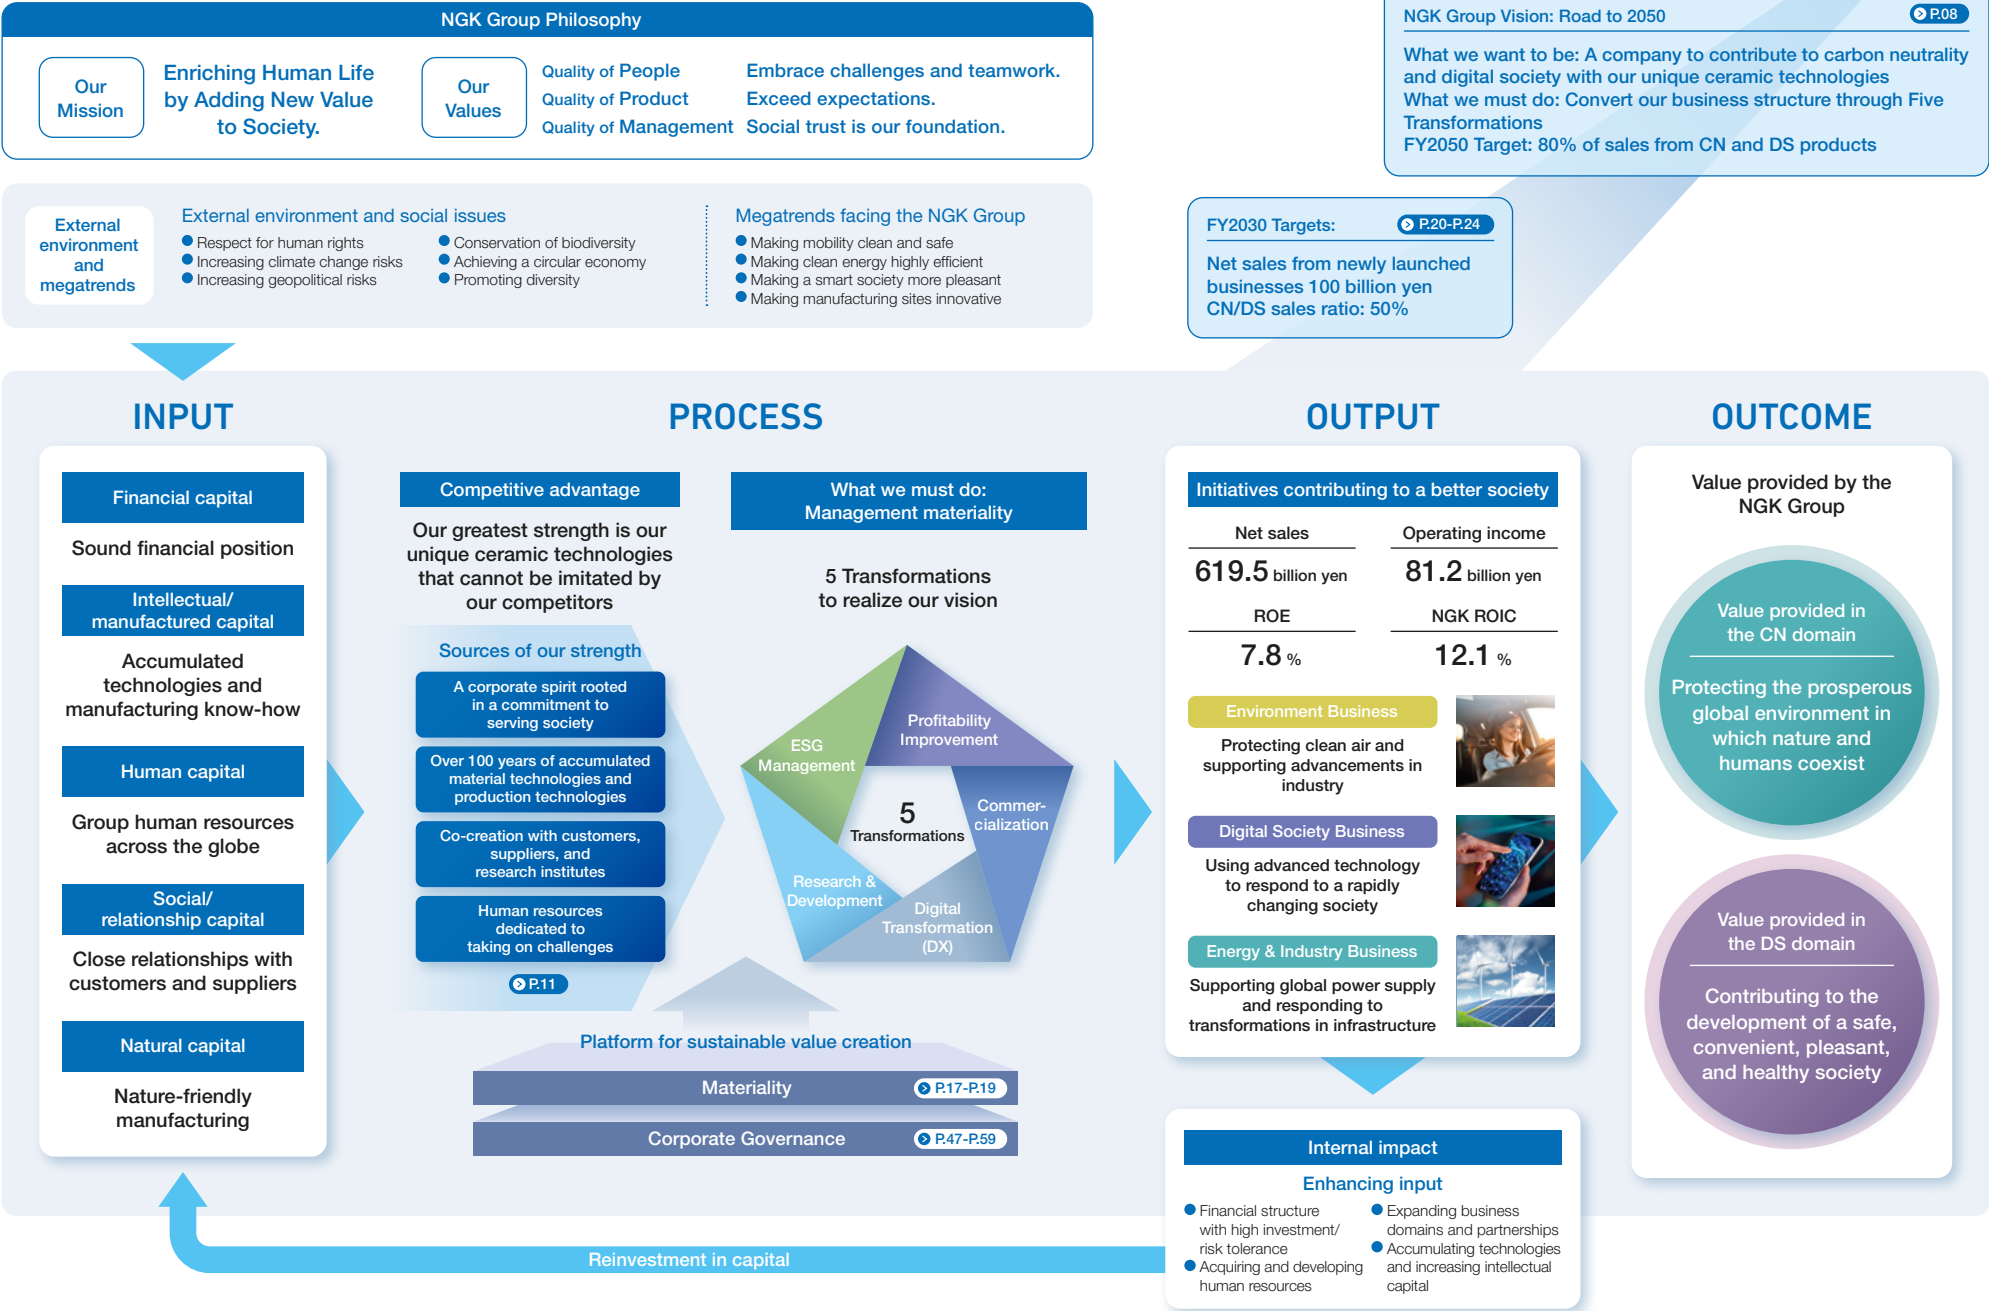 NGK Group Philosophy
Our
Mission
Enriching Human Life
by Adding New Value
to Society.
Our
Values
Quality of People
Embrace challenges and teamwork.
Quality of Product
Exceed expectations.
Quality of Management
Social trust is our foundation.
NGK Group Vision: Road to 2050
P.08
What we want to be: A company to contribute to carbon neutrality
and digital society with our unique ceramic technologies
What we must do: Convert our business structure through Five
Transformations
FY2050 Target: 80% of sales from CN and DS products
External
environment
and
megatrends
External environment and social issues
Respect for human rights
Increasing climate change risks
Increasing geopolitical risks
Conservation of biodiversity
Achieving a circular economy
Promoting diversity
Megatrends facing the NGK Group
Making mobility clean and safe
Making clean energy highly efficient
Making a smart society more pleasant
Making manufacturing sites innovative
FY2030 Targets:
P.20-P.24
Net sales from newly launched
businesses 100 billion yen
CN/DS sales ratio: 50%
INPUT
Financial capital
Sound financial position
Intellectual/
manufactured capital
Accumulated
technologies and
manufacturing know-how
Human capital
Group human resources
across the globe
Social/
relationship capital
Close relationships with
customers and suppliers
Natural capital
Nature-friendly
manufacturing
PROCESS
Competitive advantage
Our greatest strength is our
unique ceramic technologies
that cannot be imitated by
our competitors
Sources of our strength
A corporate spirit rooted
in a commitment to
serving society
Over 100 years of accumulated
material technologies and
production technologies
Co-creation with customers,
suppliers, and
research institutes
Human resources
dedicated to
taking on challenges
P.11
What we must do:
Management materiality
5 Transformations
to realize our vision
ESG
Management
Profitability
Improvement
Commer-
cialization
5
Transformations
Research &
Development
Digital
Transformation
(DX)
Platform for sustainable value creation
Materiality
P.17-P.19
Corporate Governance
P.47-P.59
OUTPUT
Initiatives contributing to a better society
Net sales
619.5 billion yen
Operating income
81.2 billion yen
ROE
7.8 %
NGK ROIC
12.1 %
Environment Business
Protecting clean air and
supporting advancements in
industry
Digital Society Business
Using advanced technology
to respond to a rapidly
changing society
Energy & Industry Business
Supporting global power supply
and responding to
transformations in infrastructure
OUTCOME
Value provided by the
NGK Group
Value provided in
the CN domain
Protecting the prosperous
global environment in
which nature and
humans coexist
Value provided in
the DS domain
Contributing to the
development of a safe,
convenient, pleasant,
and healthy society
Internal impact
Enhancing input
Financial structure
with high investment/
risk tolerance
Acquiring and developing
human resources
Expanding business
domains and partnerships
Accumulating technologies
and increasing intellectual
capital
Reinvestment in capital